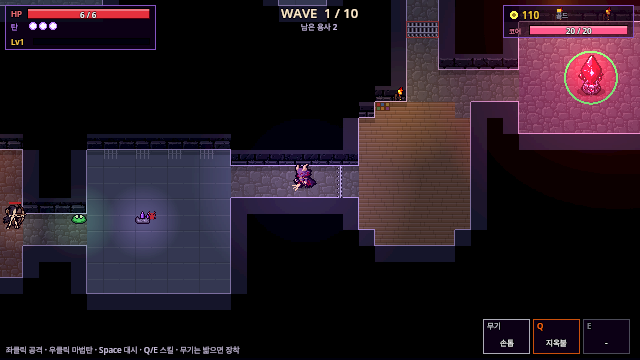 HP 6 / 6
탄
Lv1
WAVE 1 / 10
남은 용사 2
110 골드
코어 20 / 20
무기 손톱
Q 지옥불
E -
좌클릭 공격 · 우클릭 마법탄 · Space 대시 · Q/E 스킬 · 무기는 밟으면 장착